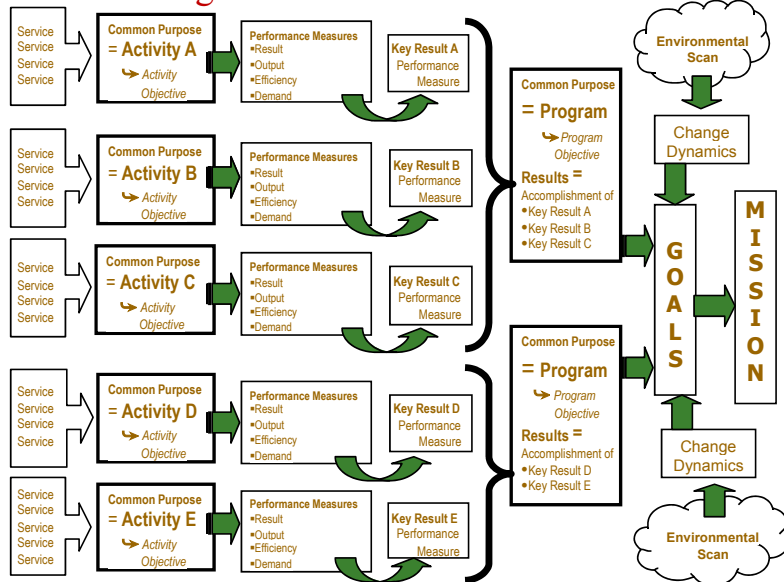 Service
Service
Service
Service
Common Purpose
= Activity A
Activity
Objective
Performance Measures
▪Result
▪Output
▪Efficiency
▪Demand
Key Result A
Performance
Measure
Service
Service
Service
Service
Common Purpose
= Activity B
Activity
Objective
Performance Measures
▪Result
▪Output
▪Efficiency
▪Demand
Key Result B
Performance
Measure
Service
Service
Service
Service
Common Purpose
= Activity C
Activity
Objective
Performance Measures
▪Result
▪Output
▪Efficiency
▪Demand
Key Result C
Performance
Measure
Service
Service
Service
Service
Common Purpose
= Activity D
Activity
Objective
Performance Measures
▪Result
▪Output
▪Efficiency
▪Demand
Key Result D
Performance
Measure
Service
Service
Service
Service
Service
Common Purpose
= Activity E
Activity
Objective
Performance Measures
▪Result
▪Output
▪Efficiency
▪Demand
Key Result E
Performance
Measure
Common Purpose
= Program
Program
Objective
Results =
Accomplishment of
•Key Result A
•Key Result B
•Key Result C
Common Purpose
= Program
Program
Objective
Results =
Accomplishment of
•Key Result D
•Key Result E
Environmental
Scan
Change
Dynamics
GOALS
MISSION
Change
Dynamics
Environmental
Scan